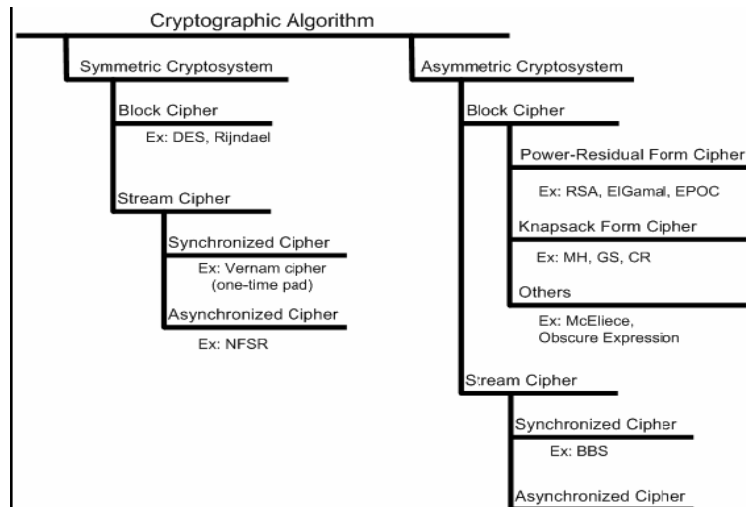 Cryptographic Algorithm
Symmetric Cryptosystem
Block Cipher
Ex: DES, Rijndael
Stream Cipher
Synchronized Cipher
Ex: Vernam cipher
(one-time pad)
Asynchronized Cipher
Ex: NFSR
Asymmetric Cryptosystem
Block Cipher
Power-Residual Form Cipher
Ex: RSA, ElGamal, EPOC
Knapsack Form Cipher
Ex: MH, GS, CR
Others
Ex: McEliece,
Obscure Expression
Stream Cipher
Synchronized Cipher
Ex: BBS
Asynchronized Cipher